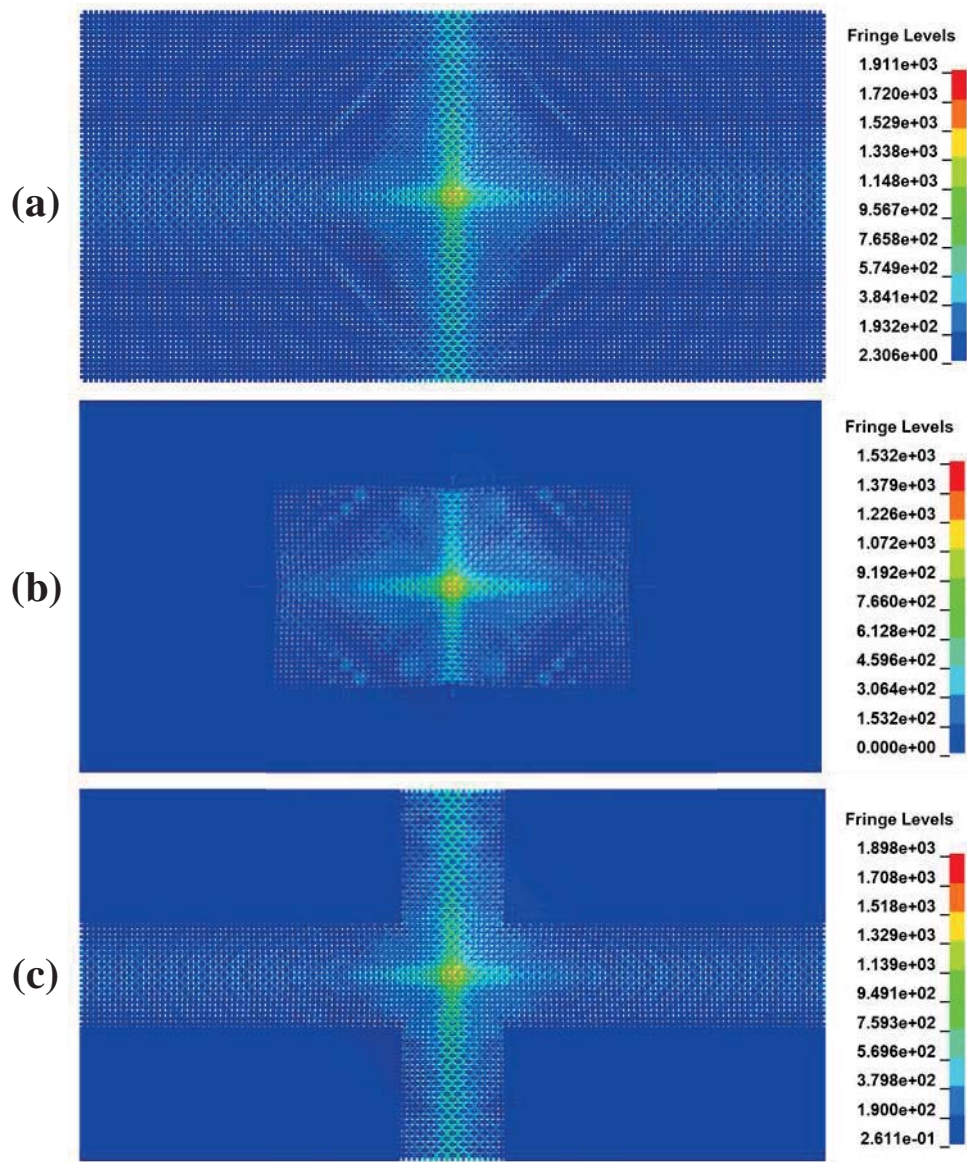 (a)
Fringe Levels
1.911e+03
1.720e+03
1.529e+03
1.338e+03
1.148e+03
9.567e+02
7.658e+02
5.749e+02
3.841e+02
1.932e+02
2.306e+00
(b)
Fringe Levels
1.532e+03
1.379e+03
1.226e+03
1.072e+03
9.192e+02
7.660e+02
6.128e+02
4.596e+02
3.064e+02
1.532e+02
0.000e+00
(c)
Fringe Levels
1.898e+03
1.708e+03
1.518e+03
1.329e+03
1.139e+03
9.491e+02
7.593e+02
5.696e+02
3.798e+02
1.900e+02
2.611e-01